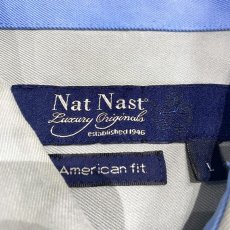 Nat Nast
Luxury Originals
established 1946
American fit
L